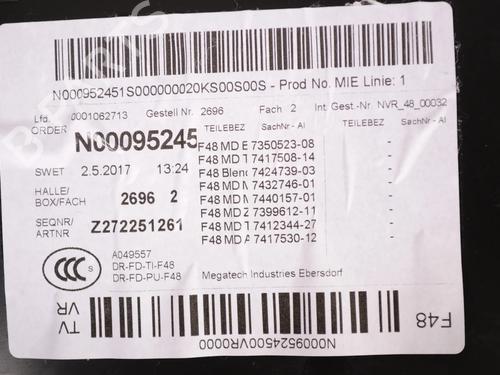 N000952451S000000020KS00S00S - Prod No. MIE Linie: 1
Lfd. 0001062713 Gestell Nr. 2696 Fach 2 Int. Gest.-Nr. NVR_48_00032
ORDER N00095245 TEILEBEZ SachNr - AI TEILEBEZ SachNr - AI
F48 MD E 7350523-08 -
SWET 2.5.2017 13:24 F48 MD T 7417508-14 -
F48 Blend 7424739-03 -
HALLE/ F48 MD M 7432746-01 -
BOX/FACH 2696 2 F48 MD M 7440157-01 -
SEQNR/ F48 MD Z 7399612-11 -
ARTNR Z272251261 F48 MD T 7412344-27 -
F48 MD A 7417530-12 -
A049557
DR-FD-TI-F48
DR-FD-PU-F48
CCC S
Megatech Industries Ebersdorf
TV
VR
N0009524500VR0000
F48